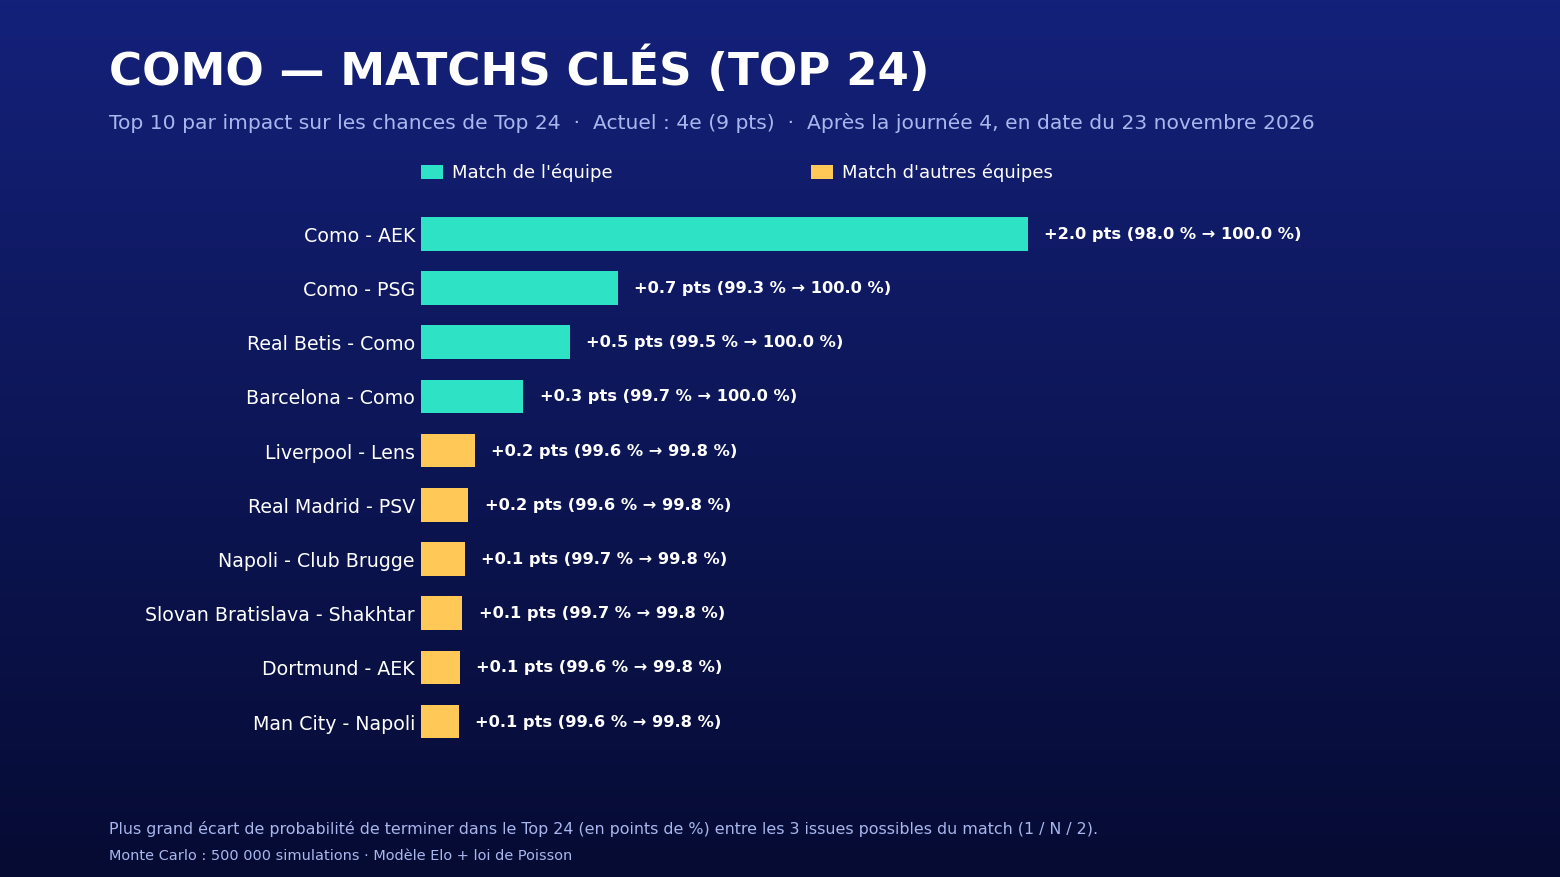 COMO — MATCHS CLÉS (TOP 24)
Top 10 par impact sur les chances de Top 24 · Actuel : 4e (9 pts) · Après la journée 4, en date du 23 novembre 2026
Match de l'équipe
Match d'autres équipes
Como - AEK +2.0 pts (98.0 % → 100.0 %)
Como - PSG +0.7 pts (99.3 % → 100.0 %)
Real Betis - Como +0.5 pts (99.5 % → 100.0 %)
Barcelona - Como +0.3 pts (99.7 % → 100.0 %)
Liverpool - Lens +0.2 pts (99.6 % → 99.8 %)
Real Madrid - PSV +0.2 pts (99.6 % → 99.8 %)
Napoli - Club Brugge +0.1 pts (99.7 % → 99.8 %)
Slovan Bratislava - Shakhtar +0.1 pts (99.7 % → 99.8 %)
Dortmund - AEK +0.1 pts (99.6 % → 99.8 %)
Man City - Napoli +0.1 pts (99.6 % → 99.8 %)
Plus grand écart de probabilité de terminer dans le Top 24 (en points de %) entre les 3 issues possibles du match (1 / N / 2).
Monte Carlo : 500 000 simulations · Modèle Elo + loi de Poisson